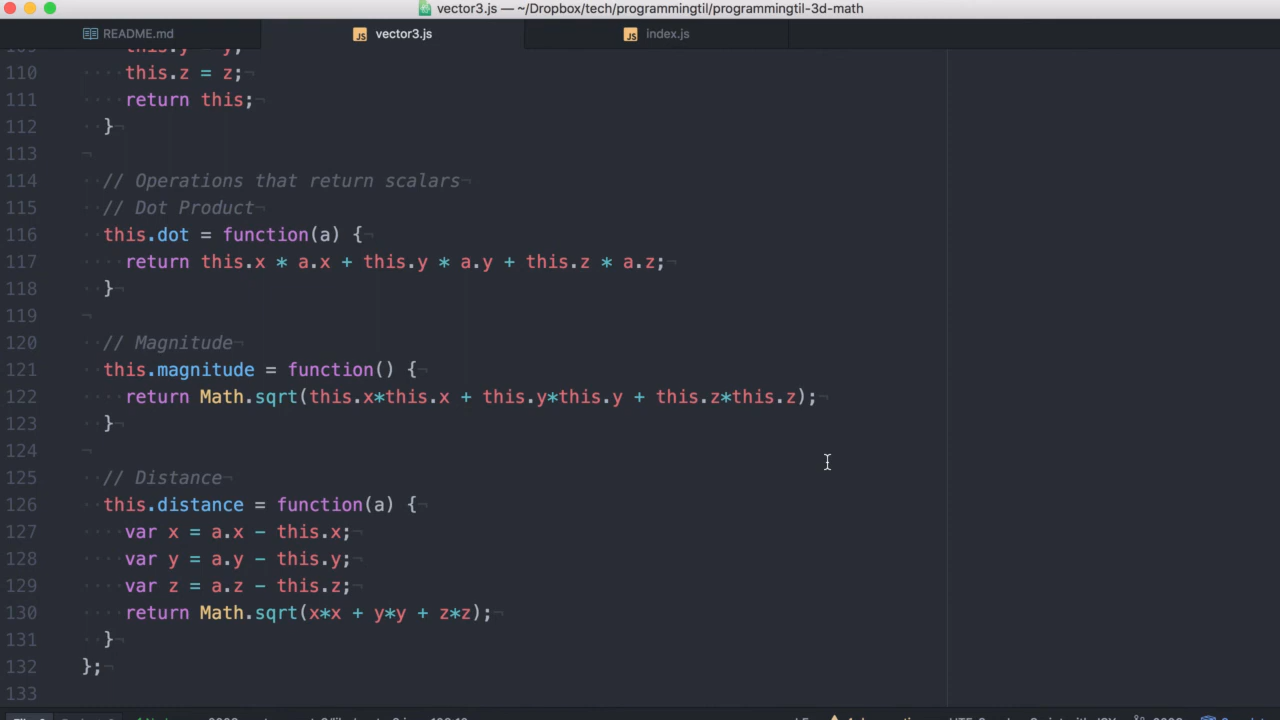 vector3.js — ~/Dropbox/tech/programmingtil/programmingtil-3d-math
README.md vector3.js index.js
110 this.z = z;
111 return this;
112 }
113
114 // Operations that return scalars
115 // Dot Product
116 this.dot = function(a) {
117 return this.x * a.x + this.y * a.y + this.z * a.z;
118 }
119
120 // Magnitude
121 this.magnitude = function() {
122 return Math.sqrt(this.x*this.x + this.y*this.y + this.z*this.z);
123 }
124
125 // Distance
126 this.distance = function(a) {
127 var x = a.x - this.x;
128 var y = a.y - this.y;
129 var z = a.z - this.z;
130 return Math.sqrt(x*x + y*y + z*z);
131 }
132 };
133